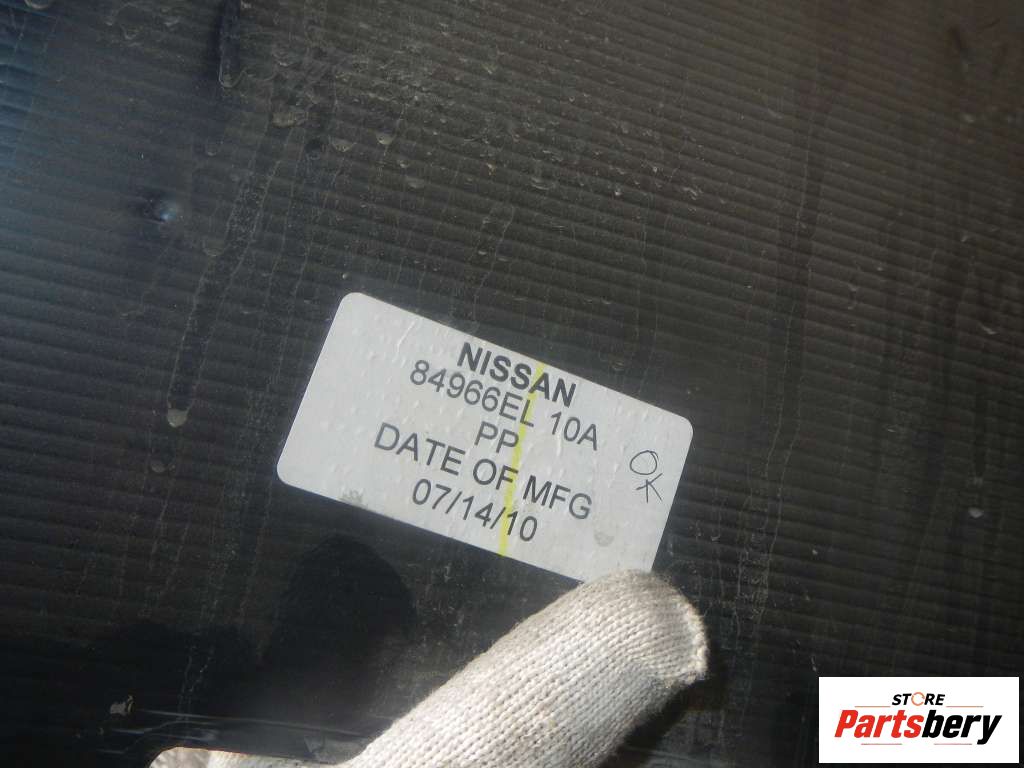 NISSAN
84966EL 10A
PP
DATE OF MFG
07/14/10
OK
STORE
Partsbery